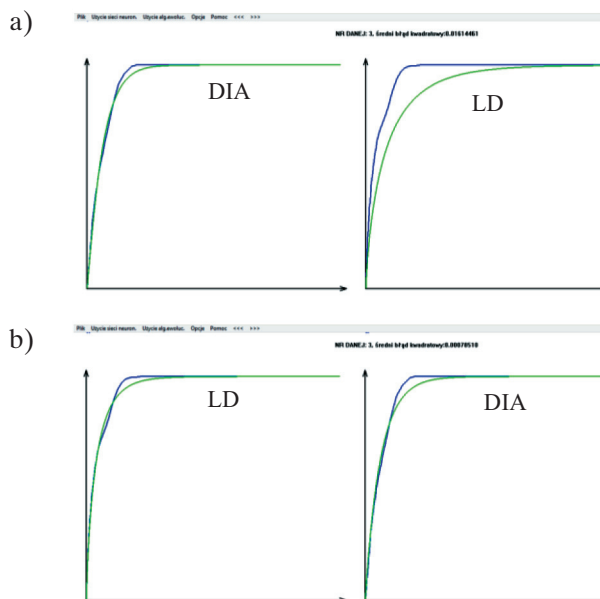 a)
Plik Użycie sieci neuron. Użycie alg.ewoluc. Opcje Pomoc <<< >>>
NR DANEJ: 3, Średni błąd kwadratowy:0.01614461
DIA
LD
b)
Plik Użycie sieci neuron. Użycie alg.ewoluc. Opcje Pomoc <<< >>>
NR DANEJ: 3, Średni błąd kwadratowy:0.00070510
LD
DIA